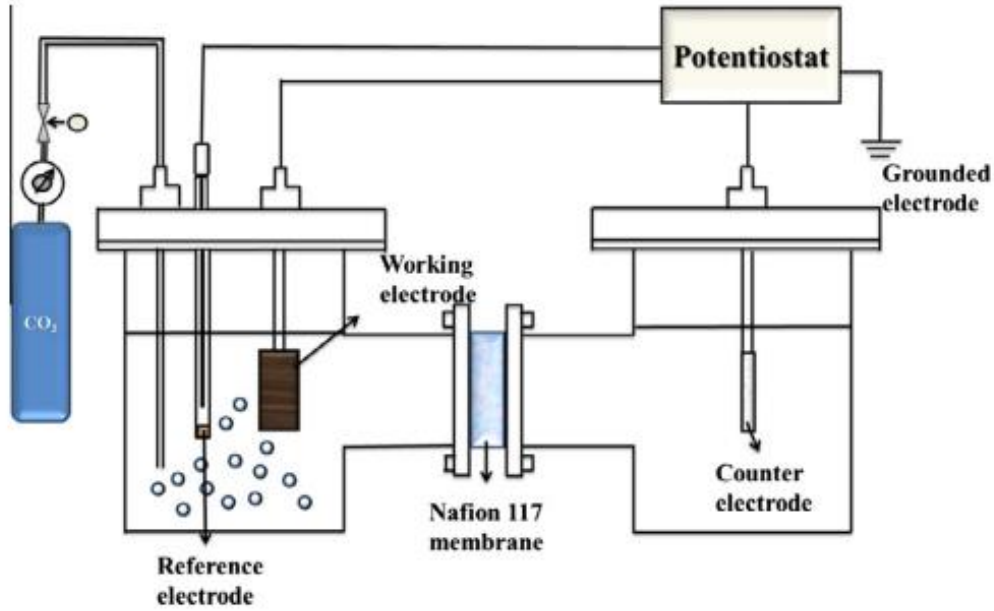 Potentiostat
Grounded
electrode
Working
electrode
CO₂
Counter
electrode
Nafion 117
membrane
Reference
electrode